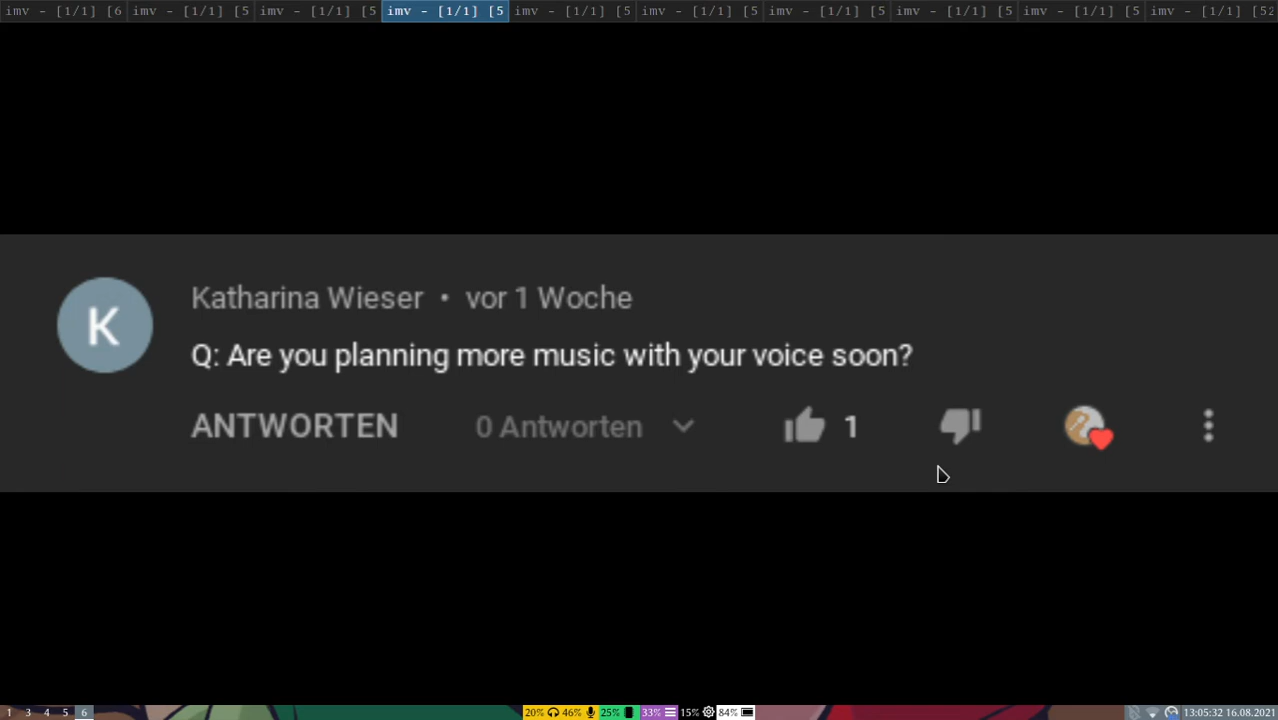 imv - [1/1] [6 imv - [1/1] [5 imv - [1/1] [5 imv - [1/1] [5 imv - [1/1] [5 imv - [1/1] [5 imv - [1/1] [5 imv - [1/1] [5 imv - [1/1] [5 imv - [1/1] [52
Katharina Wieser • vor 1 Woche
Q: Are you planning more music with your voice soon?
ANTWORTEN 0 Antworten 1
K
1 3 4 5 6 20% 46% 25% 33% 15% 84% 13:05:32 16.08.2021